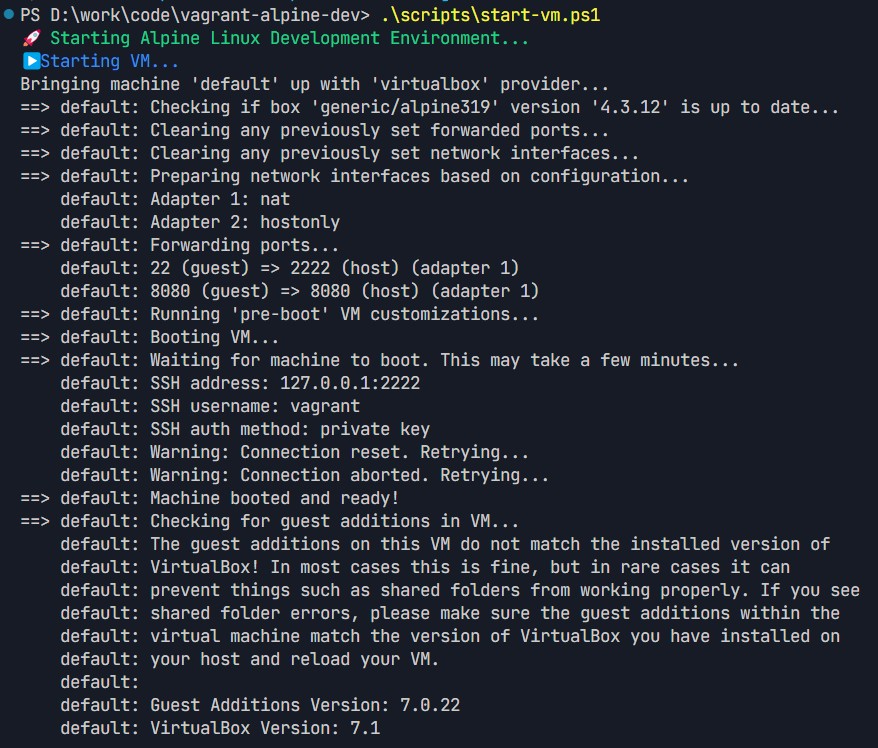 PS D:\work\code\vagrant-alpine-dev> .\scripts\start-vm.ps1
🚀 Starting Alpine Linux Development Environment...
▶️Starting VM...
Bringing machine 'default' up with 'virtualbox' provider...
==> default: Checking if box 'generic/alpine319' version '4.3.12' is up to date...
==> default: Clearing any previously set forwarded ports...
==> default: Clearing any previously set network interfaces...
==> default: Preparing network interfaces based on configuration...
    default: Adapter 1: nat
    default: Adapter 2: hostonly
==> default: Forwarding ports...
    default: 22 (guest) => 2222 (host) (adapter 1)
    default: 8080 (guest) => 8080 (host) (adapter 1)
==> default: Running 'pre-boot' VM customizations...
==> default: Booting VM...
==> default: Waiting for machine to boot. This may take a few minutes...
    default: SSH address: 127.0.0.1:2222
    default: SSH username: vagrant
    default: SSH auth method: private key
    default: Warning: Connection reset. Retrying...
    default: Warning: Connection aborted. Retrying...
==> default: Machine booted and ready!
==> default: Checking for guest additions in VM...
    default: The guest additions on this VM do not match the installed version of
    default: VirtualBox! In most cases this is fine, but in rare cases it can
    default: prevent things such as shared folders from working properly. If you see
    default: shared folder errors, please make sure the guest additions within the
    default: virtual machine match the version of VirtualBox you have installed on
    default: your host and reload your VM.
    default:
    default: Guest Additions Version: 7.0.22
    default: VirtualBox Version: 7.1